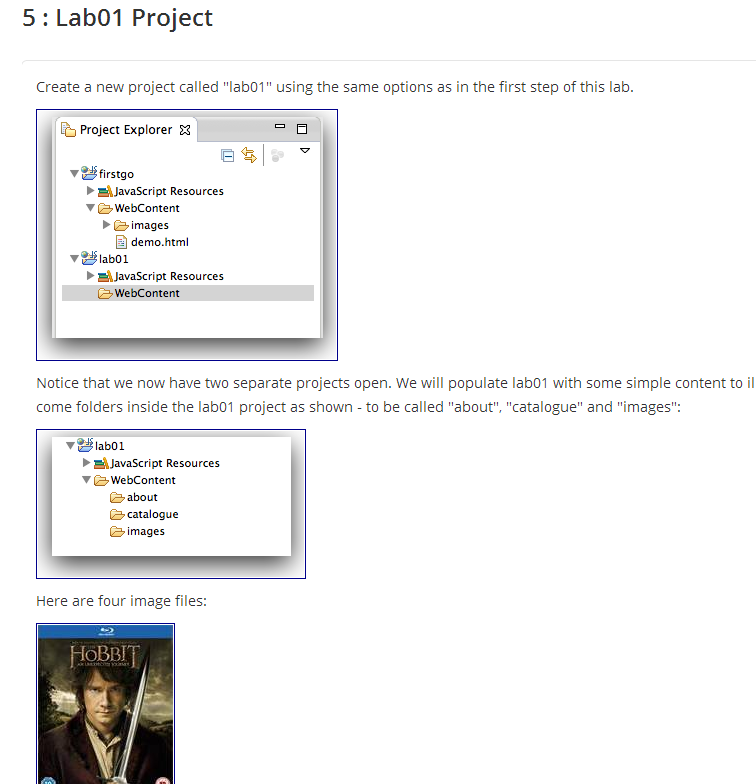 5 : Lab01 Project
Create a new project called "lab01" using the same options as in the first step of this lab.
Project Explorer
firstgo
JavaScript Resources
WebContent
images
demo.html
lab01
JavaScript Resources
WebContent
Notice that we now have two separate projects open. We will populate lab01 with some simple content to il
come folders inside the lab01 project as shown - to be called "about", "catalogue" and "images":
lab01
JavaScript Resources
WebContent
about
catalogue
images
Here are four image files:
THE
HOBBIT
AN UNEXPECTED JOURNEY